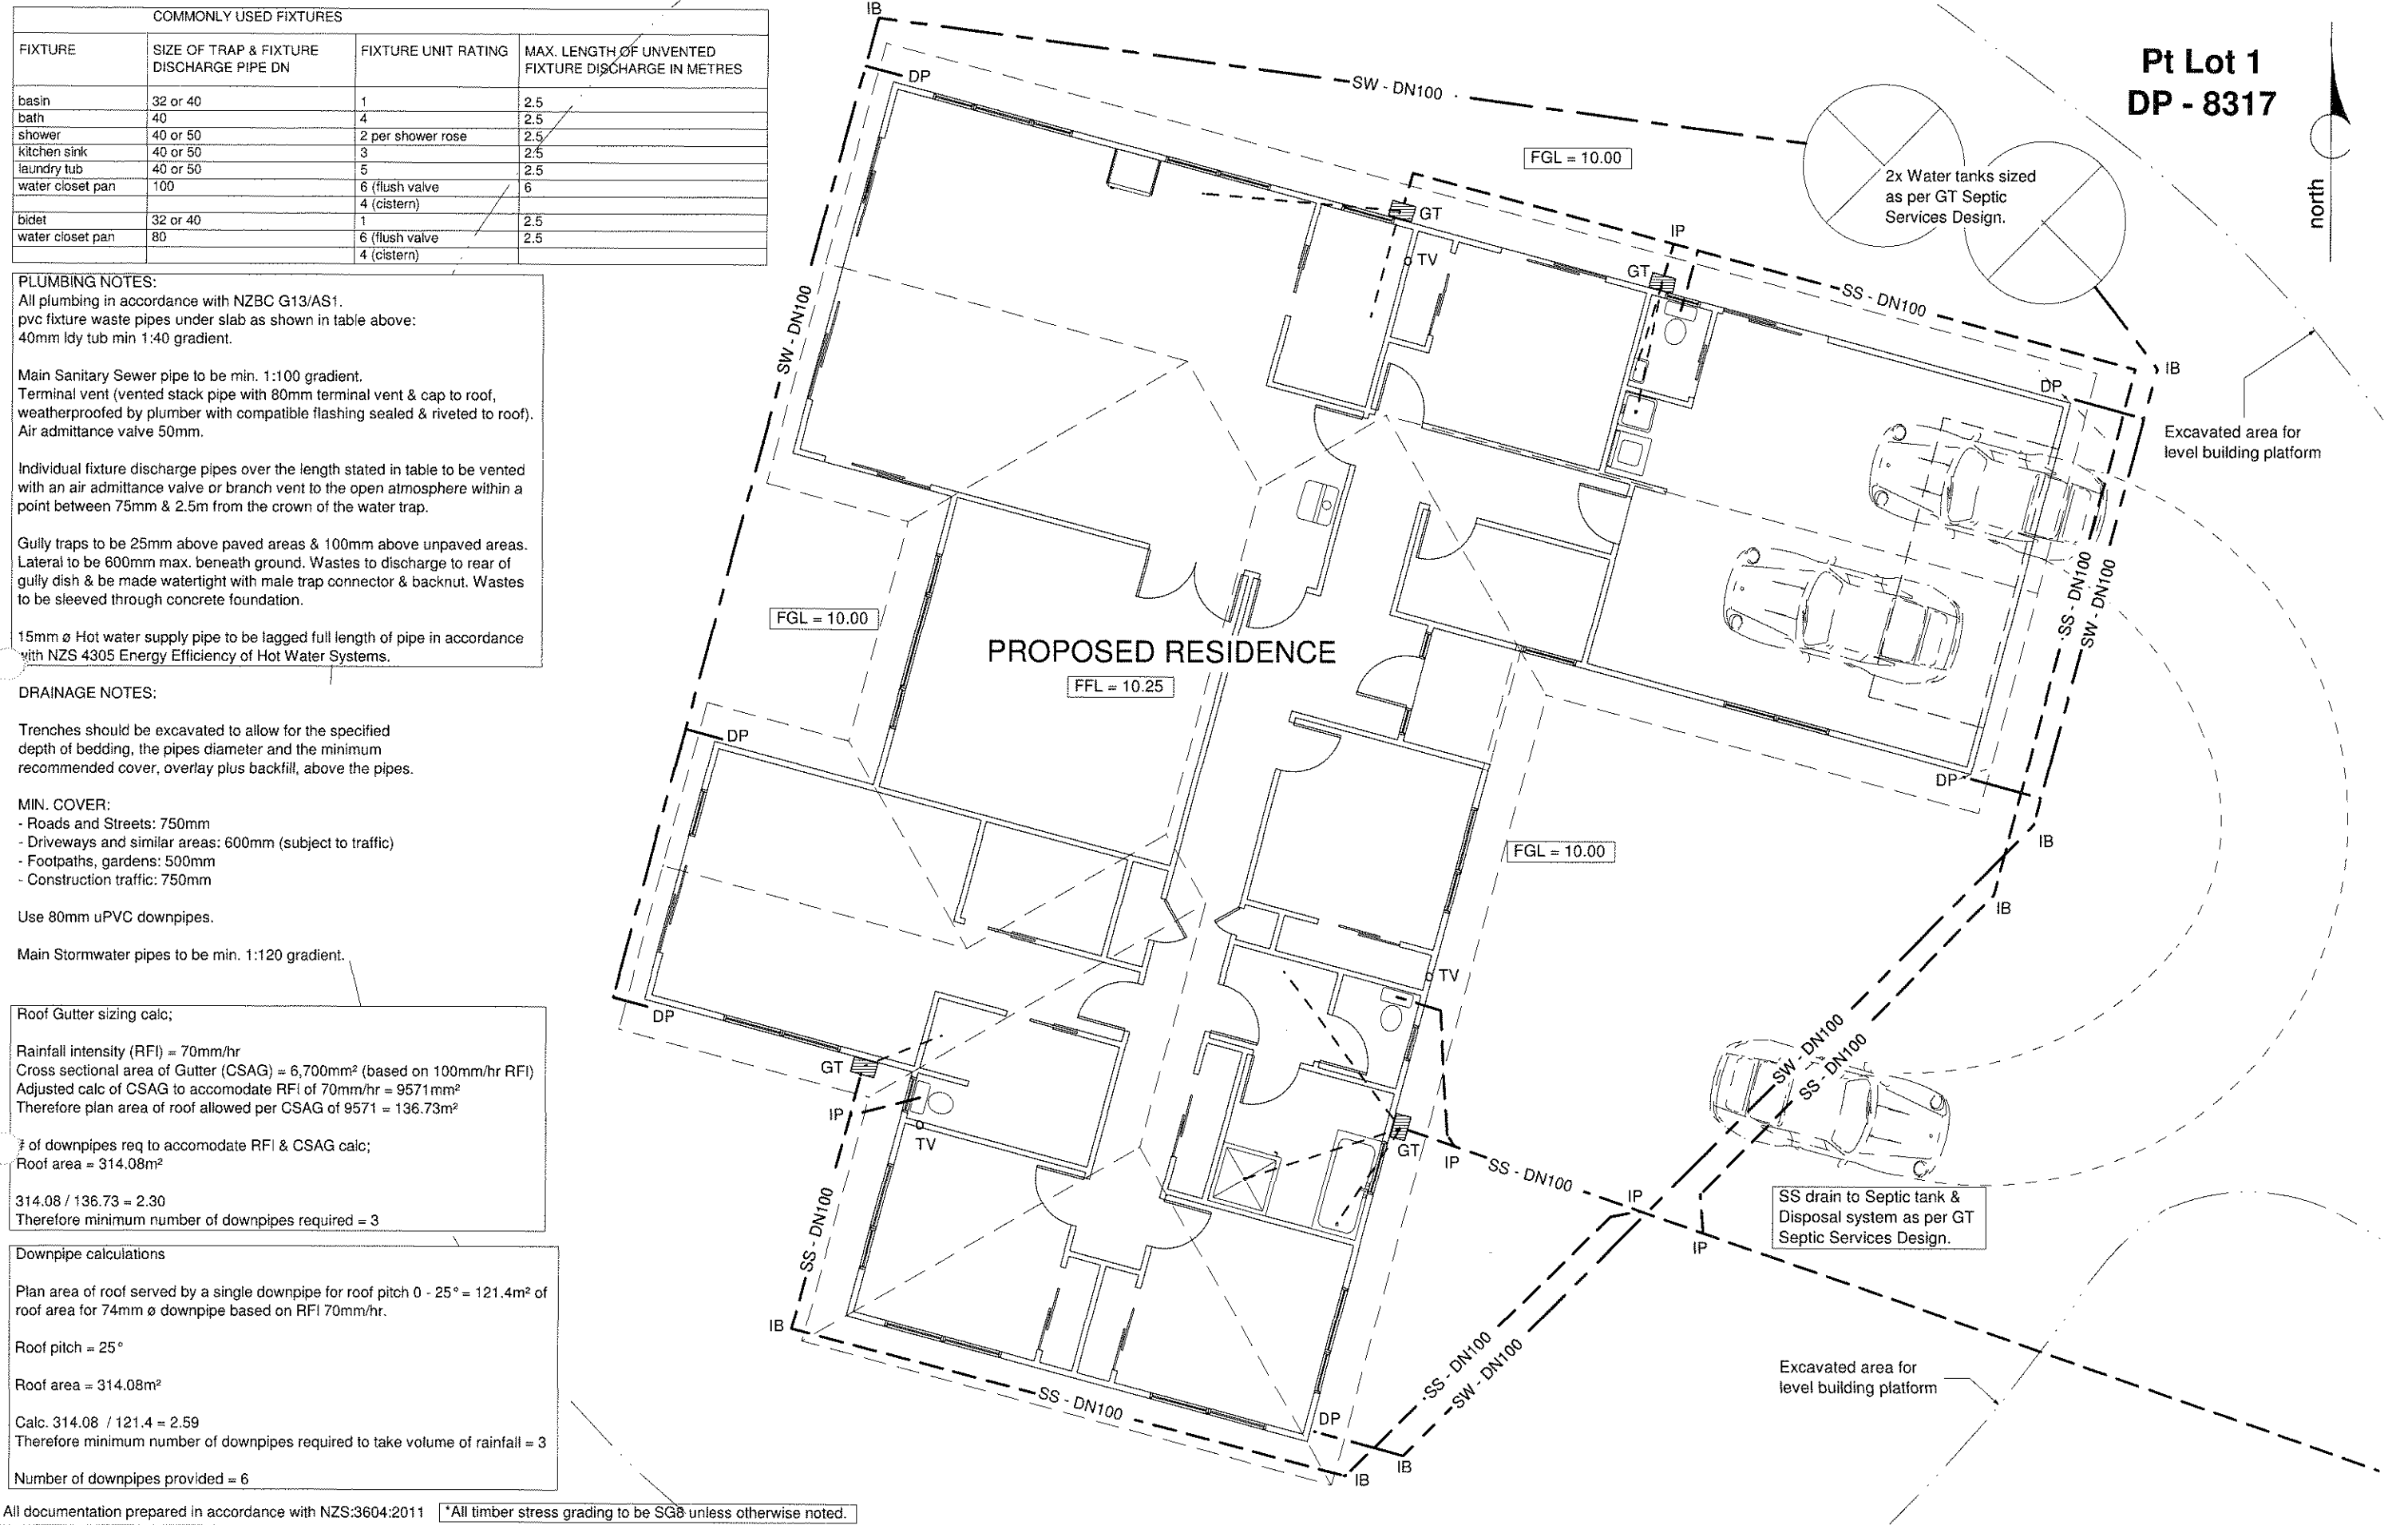 COMMONLY USED FIXTURES
FIXTURE SIZE OF TRAP & FIXTURE DISCHARGE PIPE DN FIXTURE UNIT RATING MAX. LENGTH OF UNVENTED FIXTURE DISCHARGE IN METRES
basin 32 or 40 1 2.5
bath 40 4 2.5
shower 40 or 50 2 per shower rose 2.5
kitchen sink 40 or 50 3 2.5
laundry tub 40 or 50 5 2.5
water closet pan 100 6 (flush valve 6
4 (cistern)
bidet 32 or 40 1 2.5
water closet pan 80 6 (flush valve 2.5
4 (cistern)
PLUMBING NOTES:
All plumbing in accordance with NZBC G13/AS1.
pvc fixture waste pipes under slab as shown in table above:
40mm ldy tub min 1:40 gradient.
Main Sanitary Sewer pipe to be min. 1:100 gradient.
Terminal vent (vented stack pipe with 80mm terminal vent & cap to roof,
weatherproofed by plumber with compatible flashing sealed & riveted to roof).
Air admittance valve 50mm.
Individual fixture discharge pipes over the length stated in table to be vented
with an air admittance valve or branch vent to the open atmosphere within a
point between 75mm & 2.5m from the crown of the water trap.
Gully traps to be 25mm above paved areas & 100mm above unpaved areas.
Lateral to be 600mm max. beneath ground. Wastes to discharge to rear of
gully dish & be made watertight with male trap connector & backnut. Wastes
to be sleeved through concrete foundation.
15mm ø Hot water supply pipe to be lagged full length of pipe in accordance
with NZS 4305 Energy Efficiency of Hot Water Systems.
DRAINAGE NOTES:
Trenches should be excavated to allow for the specified
depth of bedding, the pipes diameter and the minimum
recommended cover, overlay plus backfill, above the pipes.
MIN. COVER:
- Roads and Streets: 750mm
- Driveways and similar areas: 600mm (subject to traffic)
- Footpaths, gardens: 500mm
- Construction traffic: 750mm
Use 80mm uPVC downpipes.
Main Stormwater pipes to be min. 1:120 gradient.
Roof Gutter sizing calc;
Rainfall intensity (RFI) = 70mm/hr
Cross sectional area of Gutter (CSAG) = 6,700mm² (based on 100mm/hr RFI)
Adjusted calc of CSAG to accomodate RFI of 70mm/hr = 9571mm²
Therefore plan area of roof allowed per CSAG of 9571 = 136.73m²
# of downpipes req to accomodate RFI & CSAG calc;
Roof area = 314.08m²
314.08 / 136.73 = 2.30
Therefore minimum number of downpipes required = 3
Downpipe calculations
Plan area of roof served by a single downpipe for roof pitch 0 - 25° = 121.4m² of
roof area for 74mm ø downpipe based on RFI 70mm/hr.
Roof pitch = 25°
Roof area = 314.08m²
Calc. 314.08 / 121.4 = 2.59
Therefore minimum number of downpipes required to take volume of rainfall = 3
Number of downpipes provided = 6
All documentation prepared in accordance with NZS:3604:2011
*All timber stress grading to be SG8 unless otherwise noted.
IB
DP
SW - DN100
FGL = 10.00
Pt Lot 1
DP - 8317
north
2x Water tanks sized
as per GT Septic
Services Design.
GT
TV
IP
GT
SS - DN100
IB
DP
Excavated area for
level building platform
SW - DN100
FGL = 10.00
PROPOSED RESIDENCE
FFL = 10.25
SS - DN100
SW - DN100
DP
DP
IB
FGL = 10.00
IB
TV
DP
GT
IP
TV
SW - DN100
SS - DN100
GT
IP
SS - DN100
IP
IP
SS drain to Septic tank &
Disposal system as per GT
Septic Services Design.
SS - DN100
IB
SS - DN100
SS - DN100
SW - DN100
DP
IB
IB
Excavated area for
level building platform